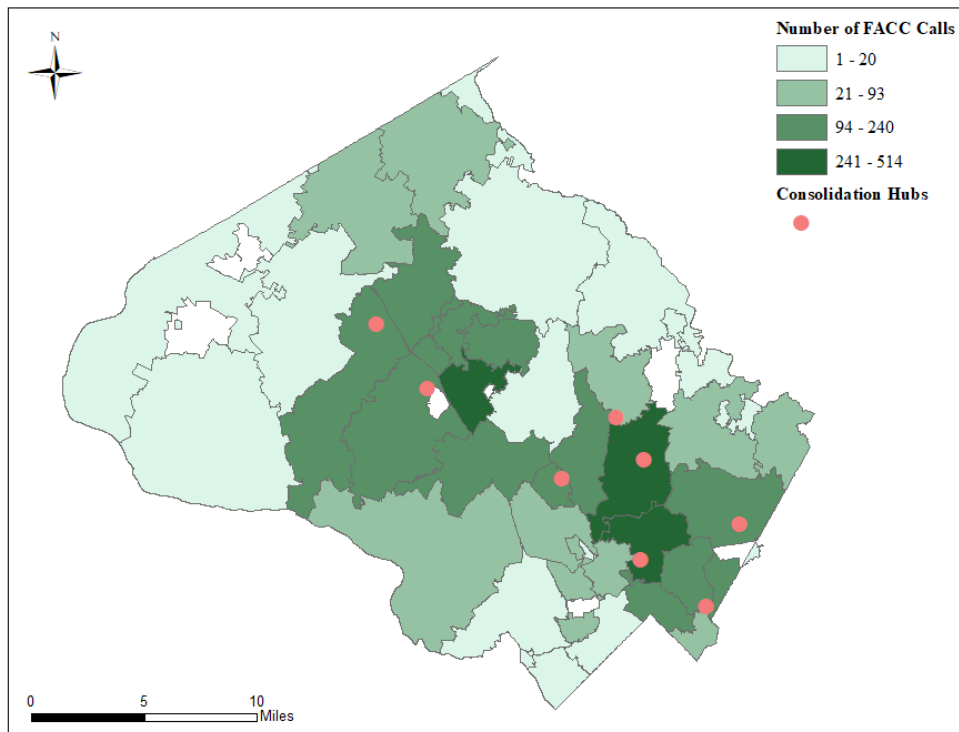 N
Number of FACC Calls
1 - 20
21 - 93
94 - 240
241 - 514
Consolidation Hubs
0 5 10
Miles